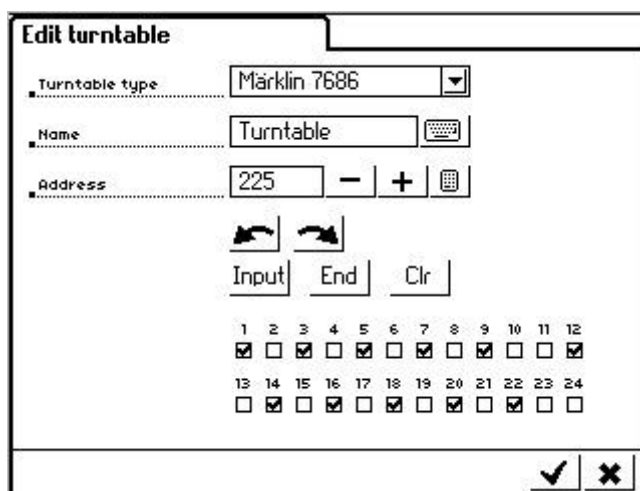 Edit turntable
Turntable type Märklin 7686
Name Turntable
Address 225
Input End Clr
1 2 3 4 5 6 7 8 9 10 11 12
13 14 15 16 17 18 19 20 21 22 23 24